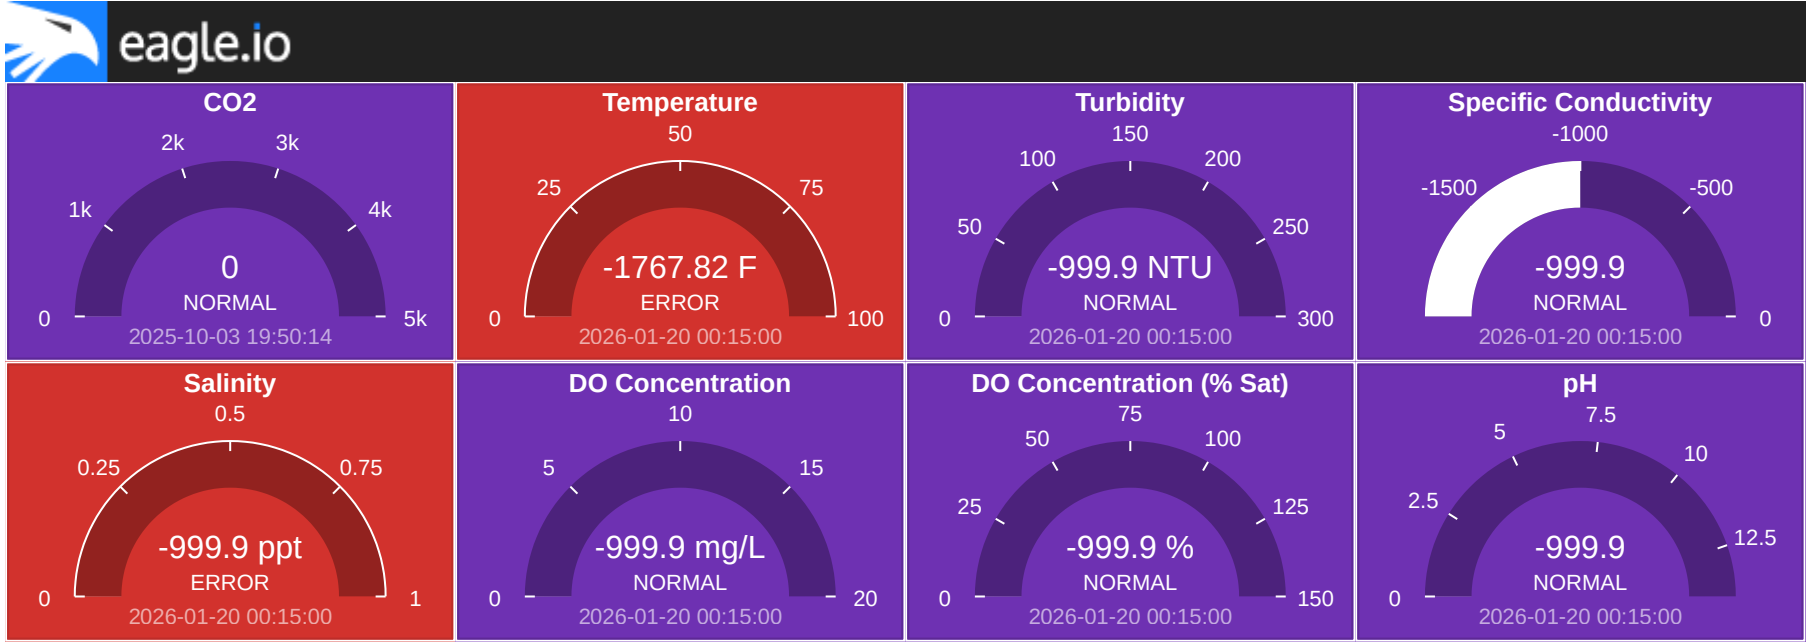 eagle.io
CO2
2k
3k
1k
4k
0
NORMAL
0
5k
2025-10-03 19:50:14
Temperature
50
25
75
-1767.82 F
ERROR
0
100
2026-01-20 00:15:00
Turbidity
150
100
200
50
250
-999.9 NTU
NORMAL
0
300
2026-01-20 00:15:00
Specific Conductivity
-1000
-1500
-500
-999.9
NORMAL
0
2026-01-20 00:15:00
Salinity
0.5
0.25
0.75
-999.9 ppt
ERROR
0
1
2026-01-20 00:15:00
DO Concentration
10
5
15
-999.9 mg/L
NORMAL
0
20
2026-01-20 00:15:00
DO Concentration (% Sat)
75
50
100
25
125
-999.9 %
NORMAL
0
150
2026-01-20 00:15:00
pH
7.5
5
10
2.5
12.5
-999.9
NORMAL
0
2026-01-20 00:15:00